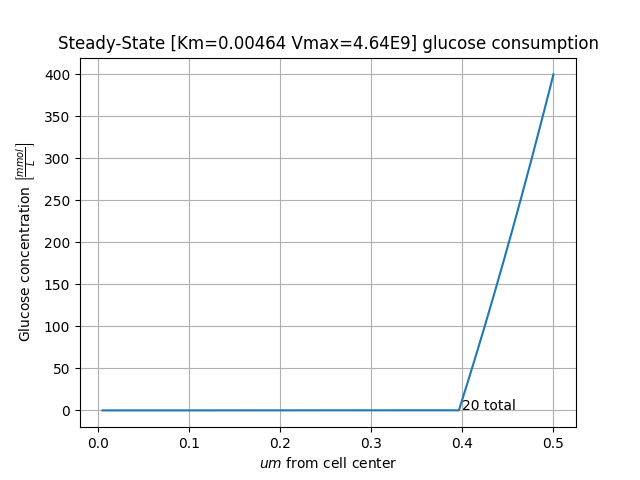 Steady-State [Km=0.00464 Vmax=4.64E9] glucose consumption
Glucose concentration [mmol/L]
400
350
300
250
200
150
100
50
0
20 total
0.0 0.1 0.2 0.3 0.4 0.5
um from cell center